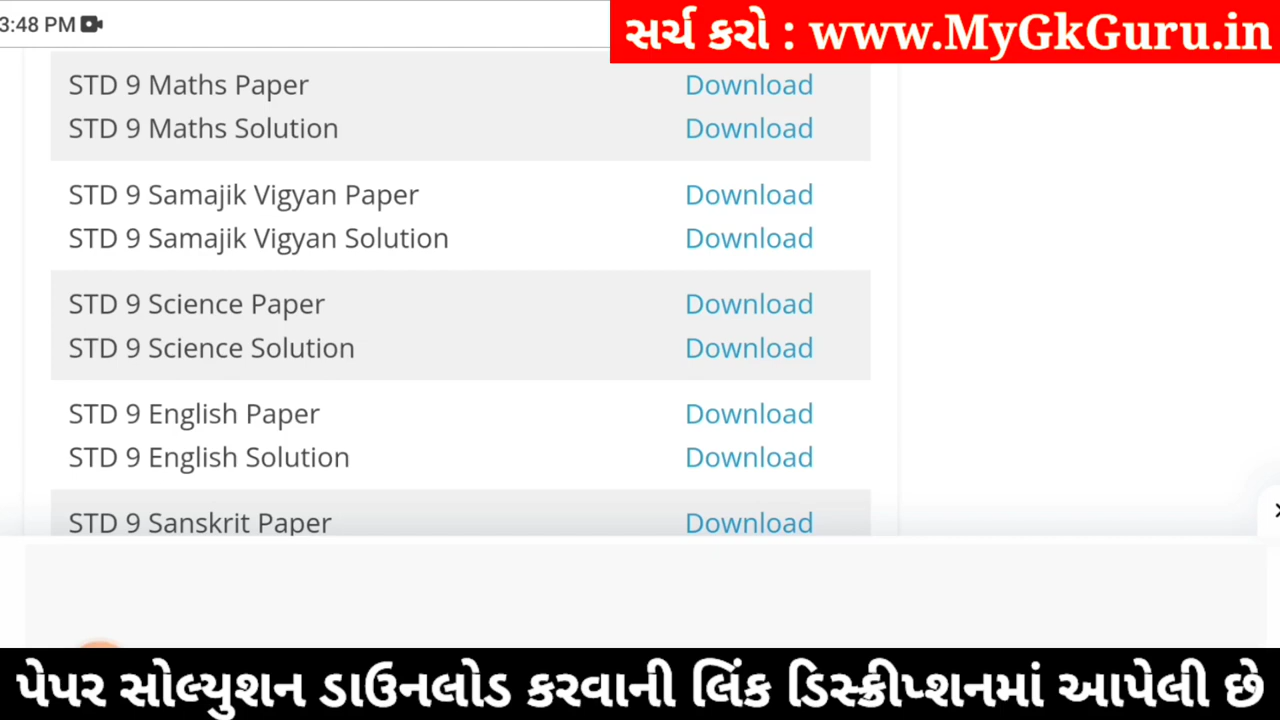 3:48 PM
સર્ચ કરો : www.MyGkGuru.in
STD 9 Maths Paper Download
STD 9 Maths Solution Download
STD 9 Samajik Vigyan Paper Download
STD 9 Samajik Vigyan Solution Download
STD 9 Science Paper Download
STD 9 Science Solution Download
STD 9 English Paper Download
STD 9 English Solution Download
STD 9 Sanskrit Paper Download
પેપર સોલ્યુશન ડાઉનલોડ કરવાની લિંક ડિસ્ક્રીપ્શનમાં આપેલી છે